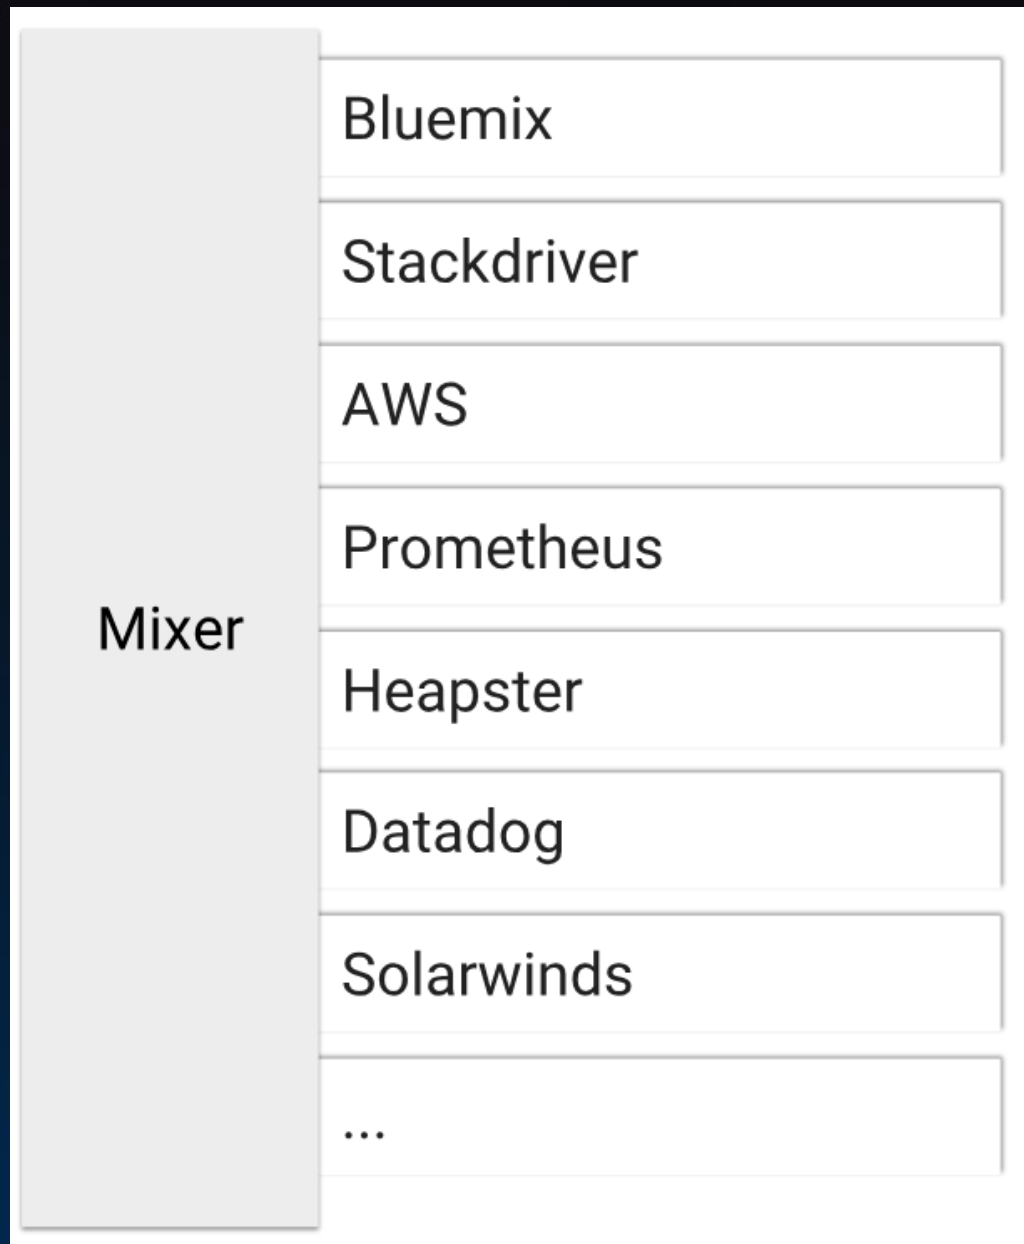 Mixer
Bluemix
Stackdriver
AWS
Prometheus
Heapster
Datadog
Solarwinds
...